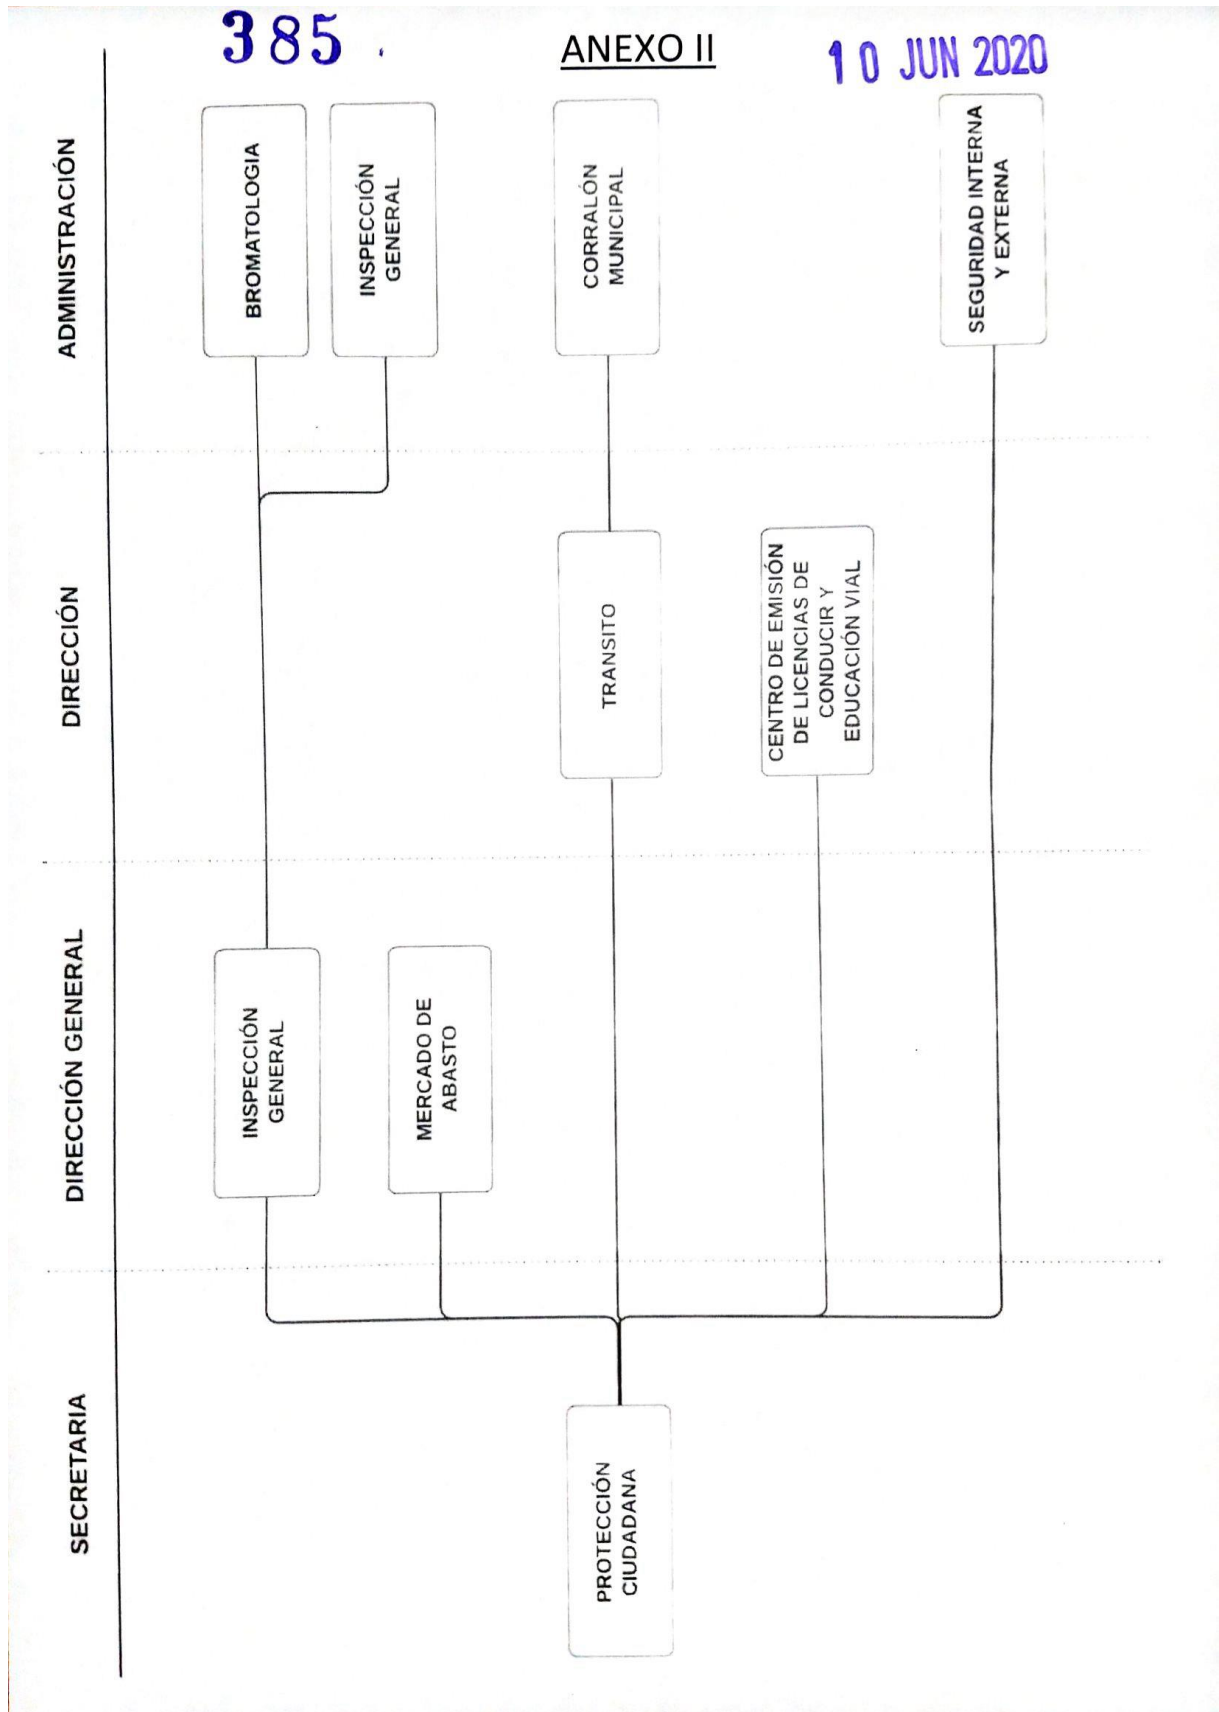 385.
ANEXO II
10 JUN 2020
SECRETARIA
DIRECCIÓN GENERAL
DIRECCIÓN
ADMINISTRACIÓN
BROMATOLOGIA
INSPECCIÓN
GENERAL
INSPECCIÓN
GENERAL
MERCADO DE
ABASTO
PROTECCIÓN
CIUDADANA
TRANSITO
CORRALÓN
MUNICIPAL
CENTRO DE EMISIÓN
DE LICENCIAS DE
CONDUCIR Y
EDUCACIÓN VIAL
SEGURIDAD INTERNA
Y EXTERNA